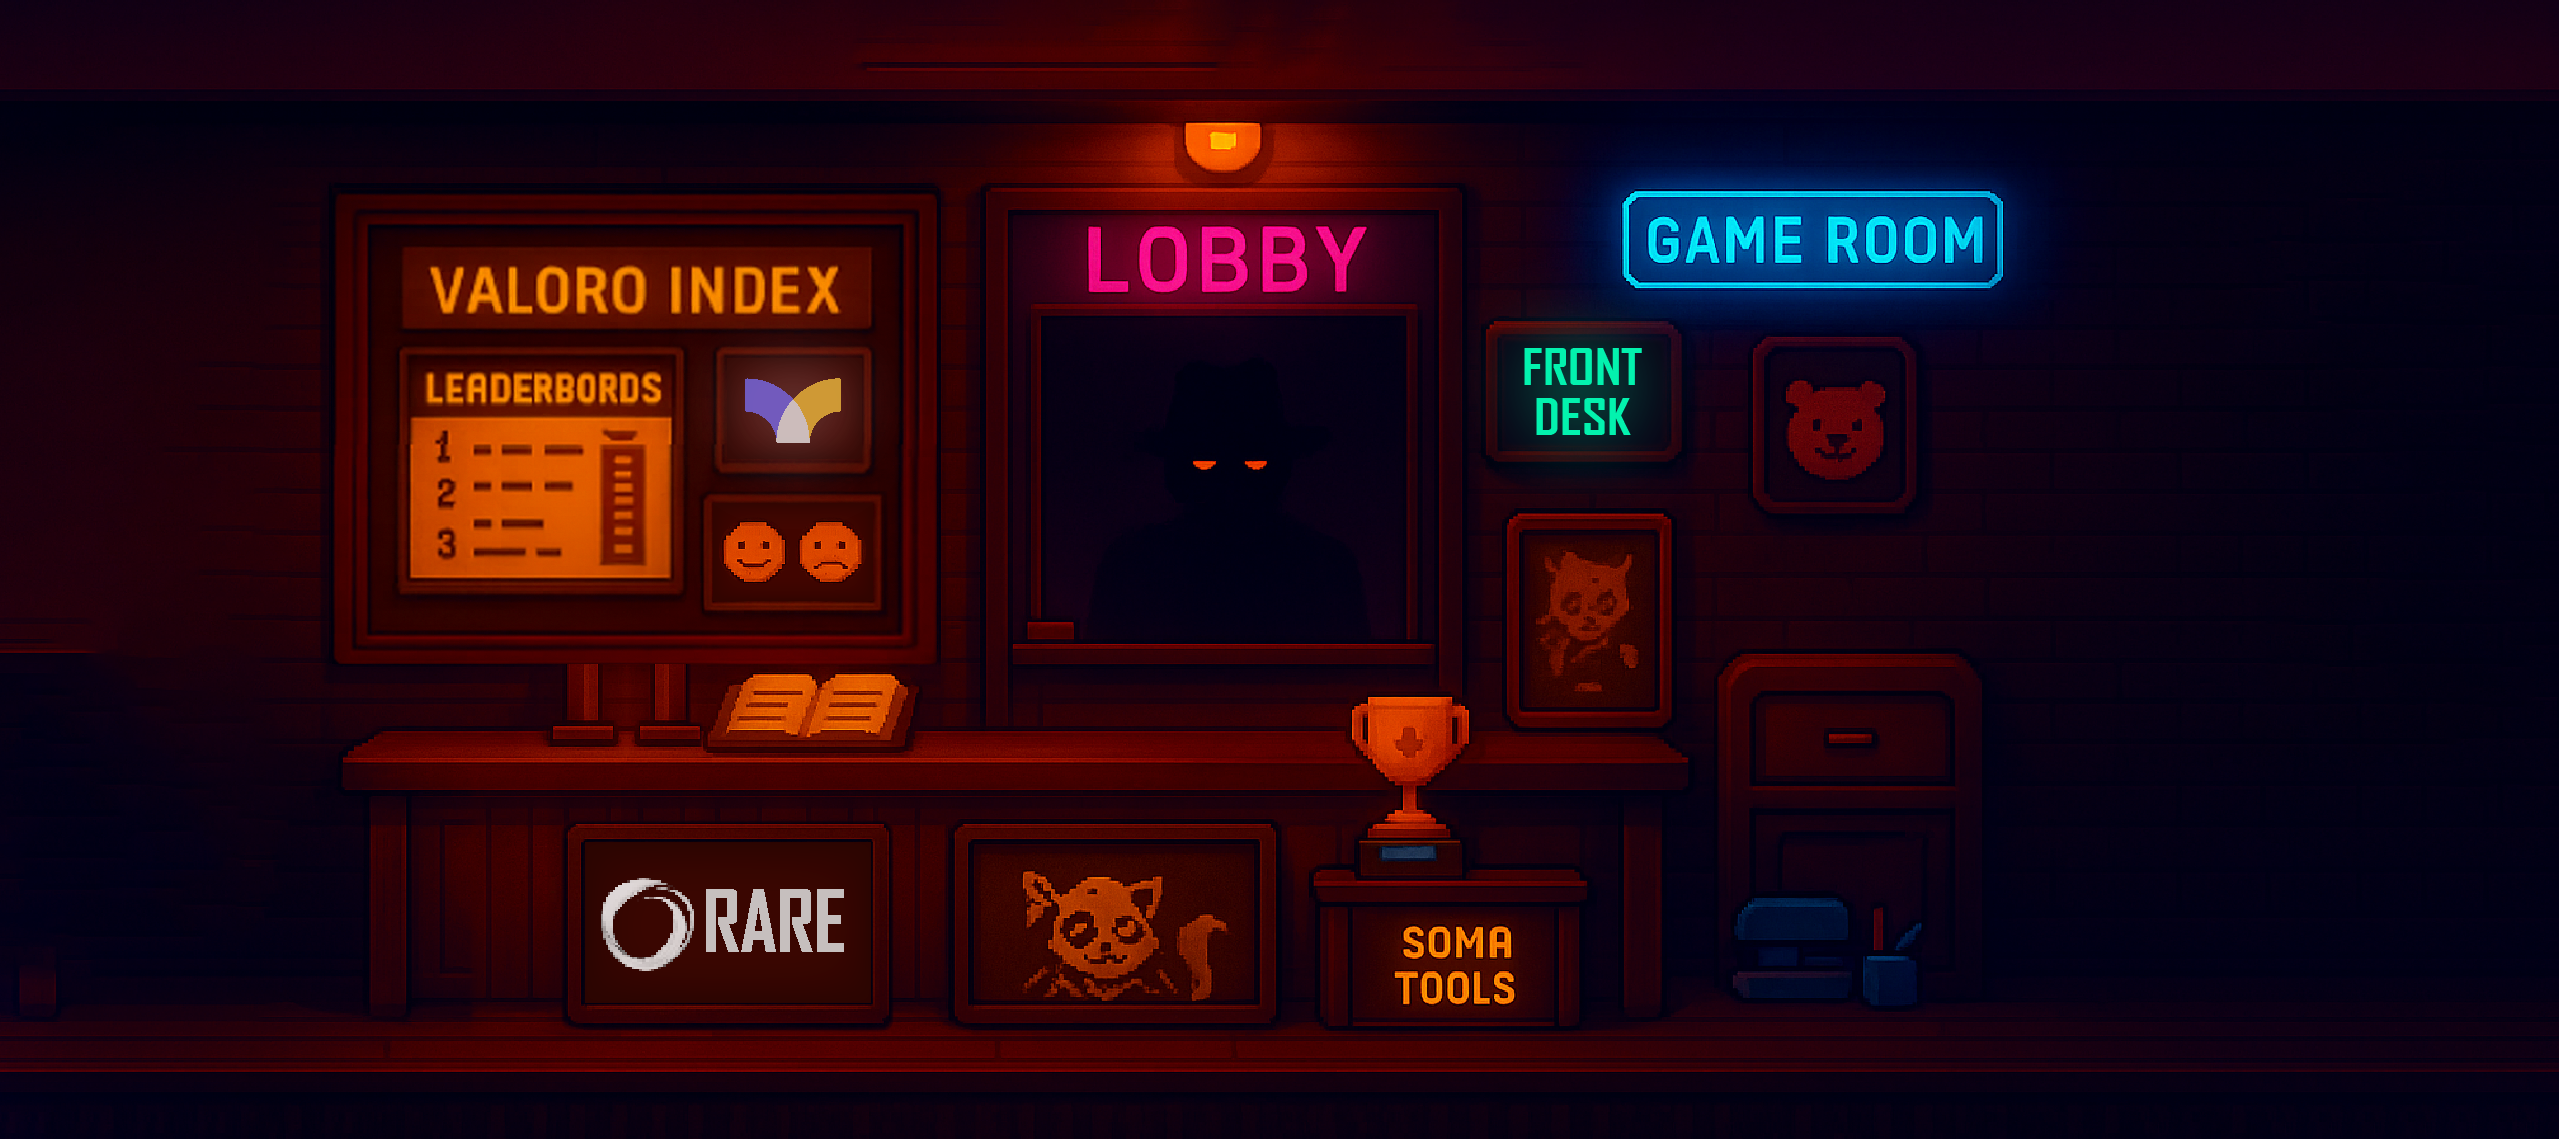 VALORO INDEX
LEADERBORDS
1
2
3
LOBBY
GAME ROOM
FRONT
DESK
RARE
SOMA
TOOLS